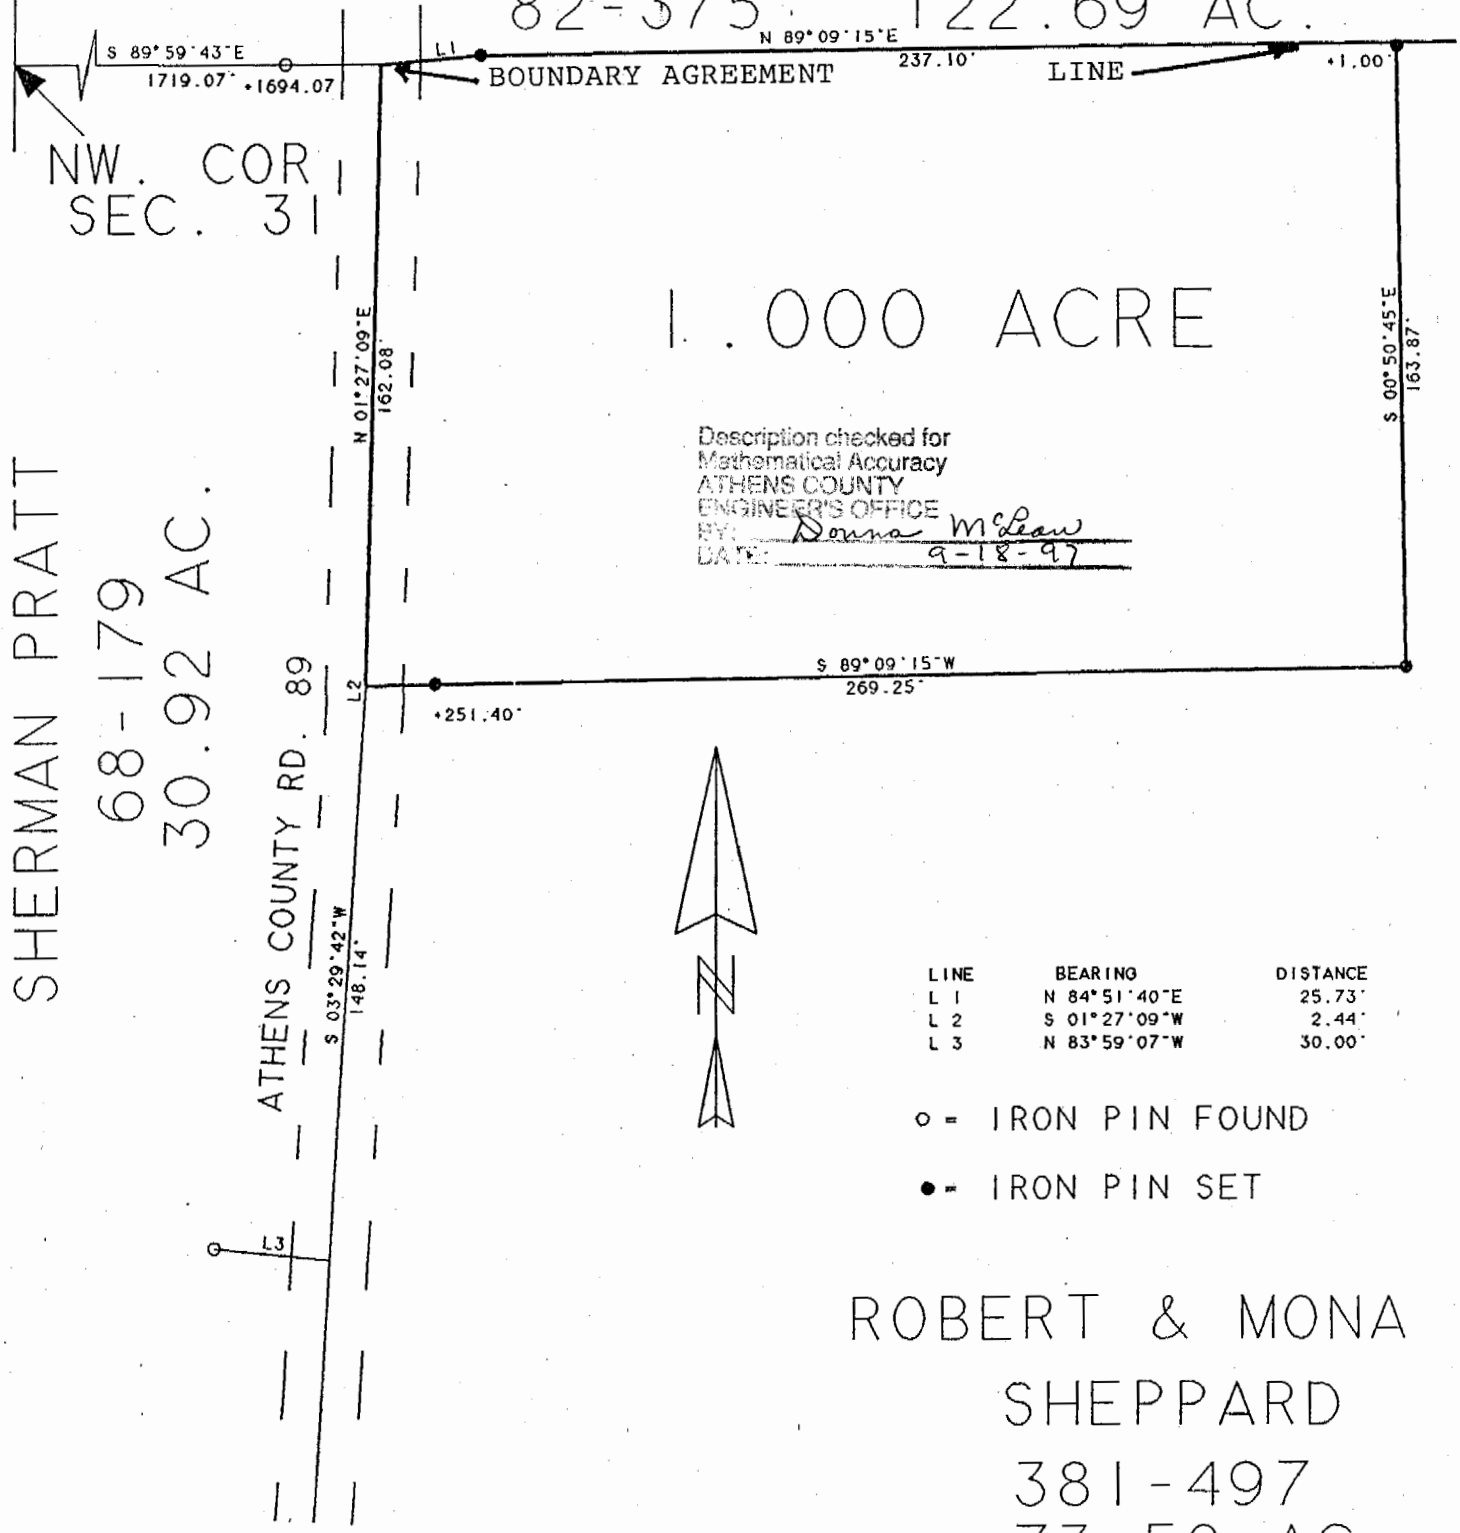 82-375. 122.69 AC.
S 89°59'43"E
1719.07'
+1694.07
L1
N 89°09'15"E
237.10'
+1.00'
BOUNDARY AGREEMENT
LINE
NW. COR
SEC. 31
1.000 ACRE
N 01°27'09"E
162.08'
S 00°50'45"E
163.87'
Description checked for
Mathematical Accuracy
ATHENS COUNTY
ENGINEER'S OFFICE
BY: Donna McLean
DATE: 9-18-97
SHERMAN PRATT
68-179
30.92 AC.
L2
S 89°09'15"W
269.25'
+251.40'
ATHENS COUNTY RD. 89
S 03°29'42"W
148.14'
N
LINE BEARING DISTANCE
L 1 N 84°51'40"E 25.73'
L 2 S 01°27'09"W 2.44'
L 3 N 83°59'07"W 30.00'
○ = IRON PIN FOUND
● = IRON PIN SET
L3
ROBERT & MONA
SHEPPARD
381-497